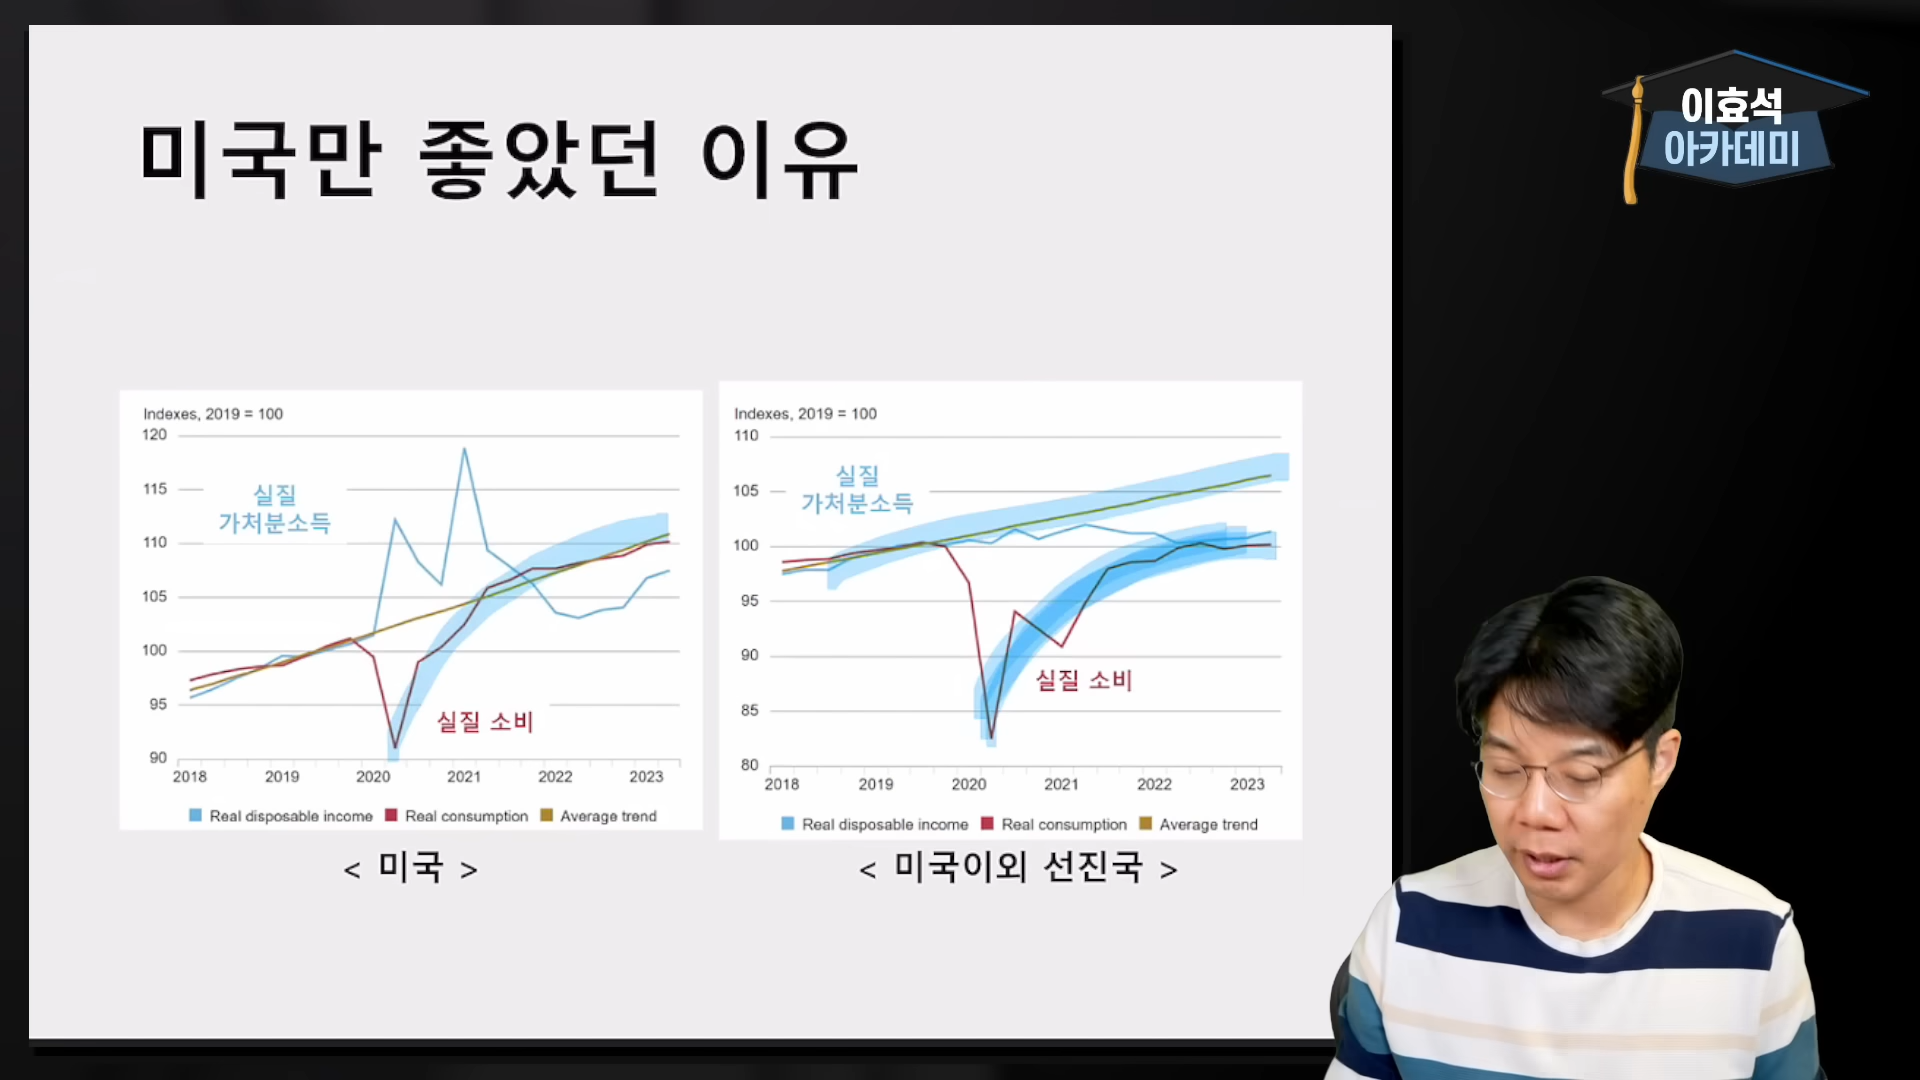 이효석
아카데미
미국만 좋았던 이유
Indexes, 2019 = 100
120
115
110
105
100
95
90
실질
가처분소득
실질 소비
2018 2019 2020 2021 2022 2023
Real disposable income Real consumption Average trend
< 미국 >
Indexes, 2019 = 100
110
105
100
95
90
85
80
실질
가처분소득
실질 소비
2018 2019 2020 2021 2022 2023
Real disposable income Real consumption Average trend
< 미국이외 선진국 >